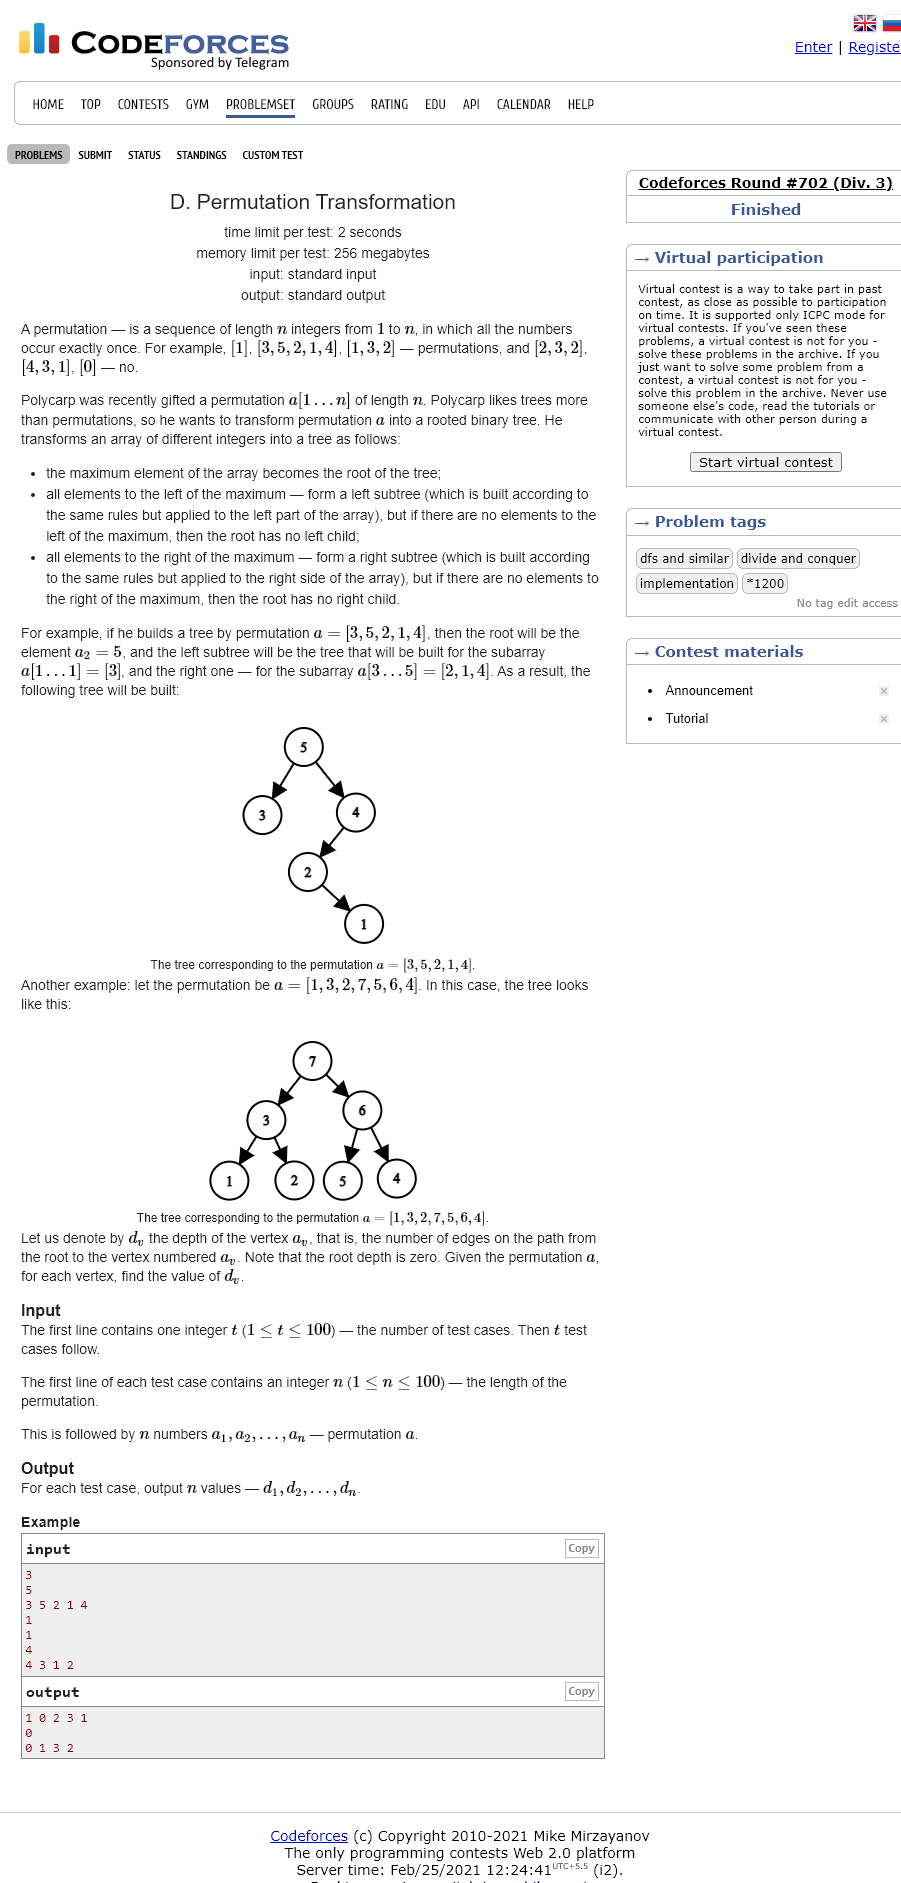 CODEFORCES
Sponsored by Telegram
Enter | Registe
HOME TOP CONTESTS GYM PROBLEMSET GROUPS RATING EDU API CALENDAR HELP
PROBLEMS SUBMIT STATUS STANDINGS CUSTOM TEST
D. Permutation Transformation
time limit per test: 2 seconds
memory limit per test: 256 megabytes
input: standard input
output: standard output
A permutation — is a sequence of length n integers from 1 to n, in which all the numbers
occur exactly once. For example, [1], [3, 5, 2, 1, 4], [1, 3, 2] — permutations, and [2, 3, 2],
[4, 3, 1], [0] — no.
Polycarp was recently gifted a permutation a[1 … n] of length n. Polycarp likes trees more
than permutations, so he wants to transform permutation a into a rooted binary tree. He
transforms an array of different integers into a tree as follows:
• the maximum element of the array becomes the root of the tree;
• all elements to the left of the maximum — form a left subtree (which is built according to
the same rules but applied to the left part of the array), but if there are no elements to the
left of the maximum, then the root has no left child;
• all elements to the right of the maximum — form a right subtree (which is built according
to the same rules but applied to the right side of the array), but if there are no elements to
the right of the maximum, then the root has no right child.
For example, if he builds a tree by permutation a = [3, 5, 2, 1, 4], then the root will be the
element a₂ = 5, and the left subtree will be the tree that will be built for the subarray
a[1 … 1] = [3], and the right one — for the subarray a[3 … 5] = [2, 1, 4]. As a result, the
following tree will be built:
5
3 4
2
1
The tree corresponding to the permutation a = [3, 5, 2, 1, 4].
Another example: let the permutation be a = [1, 3, 2, 7, 5, 6, 4]. In this case, the tree looks
like this:
7
3 6
1 2 5 4
The tree corresponding to the permutation a = [1, 3, 2, 7, 5, 6, 4].
Let us denote by dᵥ the depth of the vertex aᵥ, that is, the number of edges on the path from
the root to the vertex numbered aᵥ. Note that the root depth is zero. Given the permutation a,
for each vertex, find the value of dᵥ.
Input
The first line contains one integer t (1 ≤ t ≤ 100) — the number of test cases. Then t test
cases follow.
The first line of each test case contains an integer n (1 ≤ n ≤ 100) — the length of the
permutation.
This is followed by n numbers a₁, a₂, …, aₙ — permutation a.
Output
For each test case, output n values — d₁, d₂, …, dₙ.
Example
input Copy
3
5
3 5 2 1 4
1
1
4
4 3 1 2
output Copy
1 0 2 3 1
0
0 1 3 2
Codeforces Round #702 (Div. 3)
Finished
→ Virtual participation
Virtual contest is a way to take part in past
contest, as close as possible to participation
on time. It is supported only ICPC mode for
virtual contests. If you've seen these
problems, a virtual contest is not for you -
solve these problems in the archive. If you
just want to solve some problem from a
contest, a virtual contest is not for you -
solve this problem in the archive. Never use
someone else's code, read the tutorials or
communicate with other person during a
virtual contest.
Start virtual contest
→ Problem tags
dfs and similar divide and conquer
implementation *1200
No tag edit access
→ Contest materials
• Announcement ×
• Tutorial ×
Codeforces (c) Copyright 2010-2021 Mike Mirzayanov
The only programming contests Web 2.0 platform
Server time: Feb/25/2021 12:24:41 UTC+5.5 (i2).